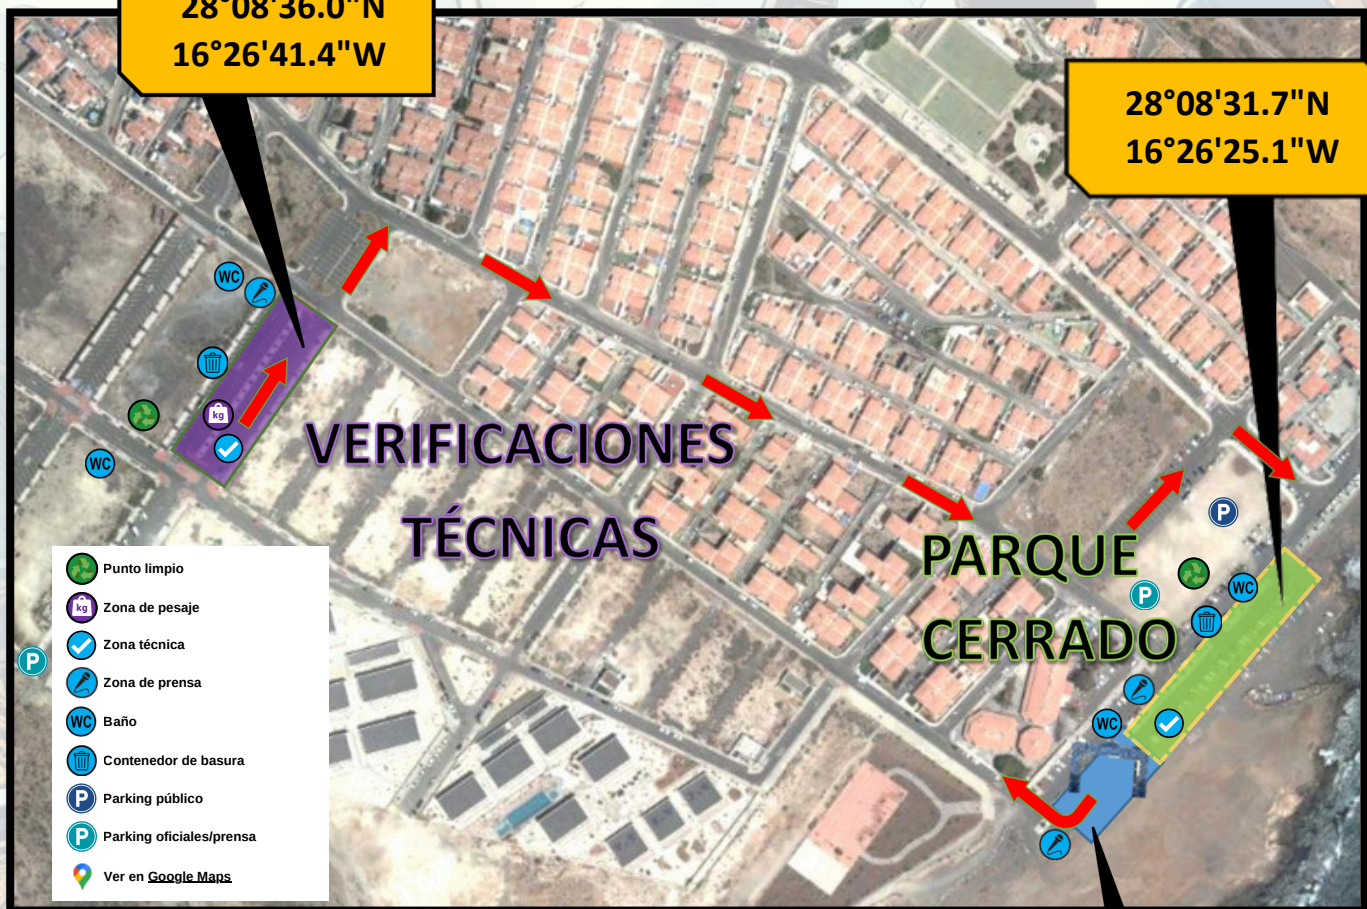 28°08'36.0"N
16°26'41.4"W
28°08'31.7"N
16°26'25.1"W
WC
kg
WC
VERIFICACIONES
TÉCNICAS
P
PARQUE
CERRADO
P
WC
WC
P
Punto limpio
kg Zona de pesaje
Zona técnica
Zona de prensa
WC Baño
Contenedor de basura
P Parking público
P Parking oficiales/prensa
Ver en Google Maps